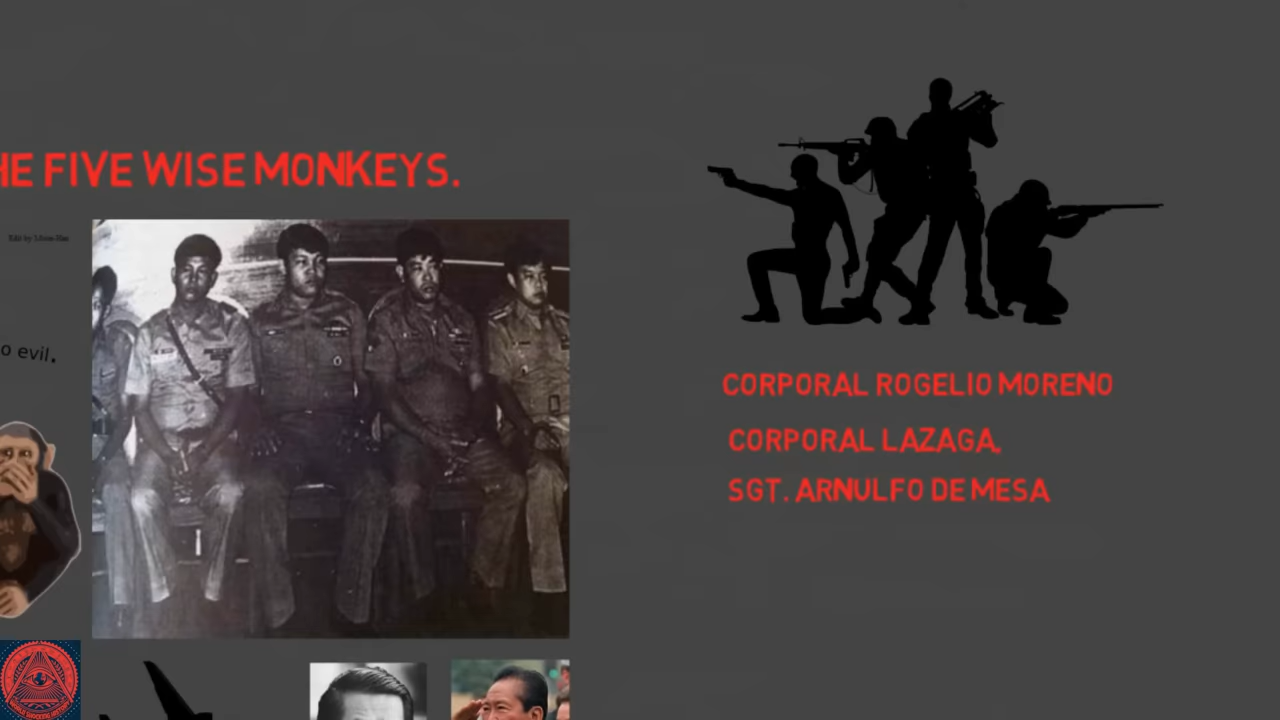 HE FIVE WISE MONKEYS.
o evil.
CORPORAL ROGELIO MORENO
CORPORAL LAZAGA,
SGT. ARNULFO DE MESA